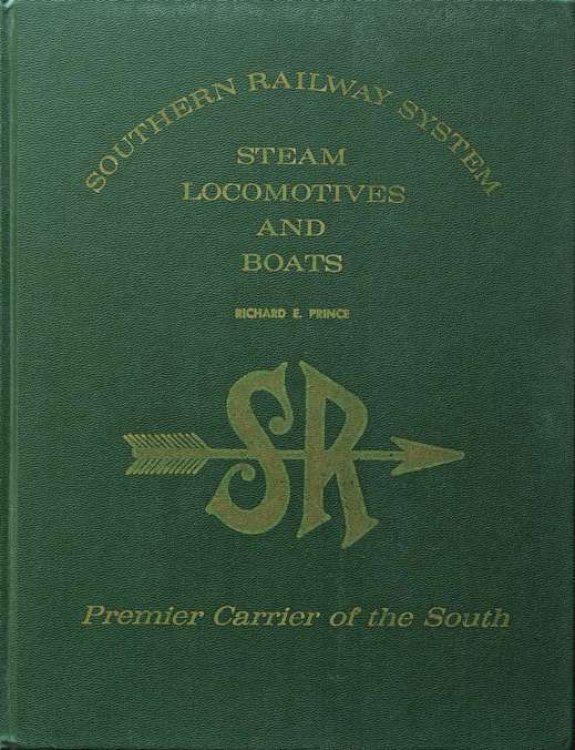 SOUTHERN RAILWAY SYSTEM
STEAM
LOCOMOTIVES
AND
BOATS
RICHARD E. PRINCE
SR
Premier Carrier of the South